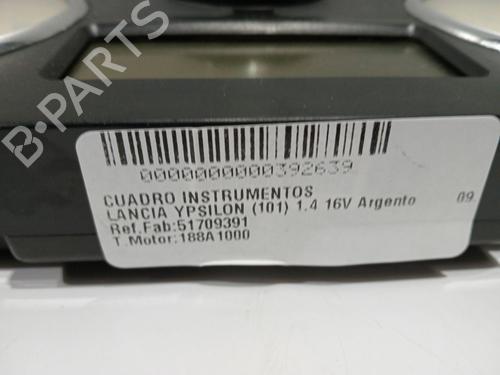 B-PARTS
0000000000392639
CUADRO INSTRUMENTOS
LANCIA YPSILON (101) 1.4 16V Argento 09
Ref.Fab:51709391
T.Motor:188A1000